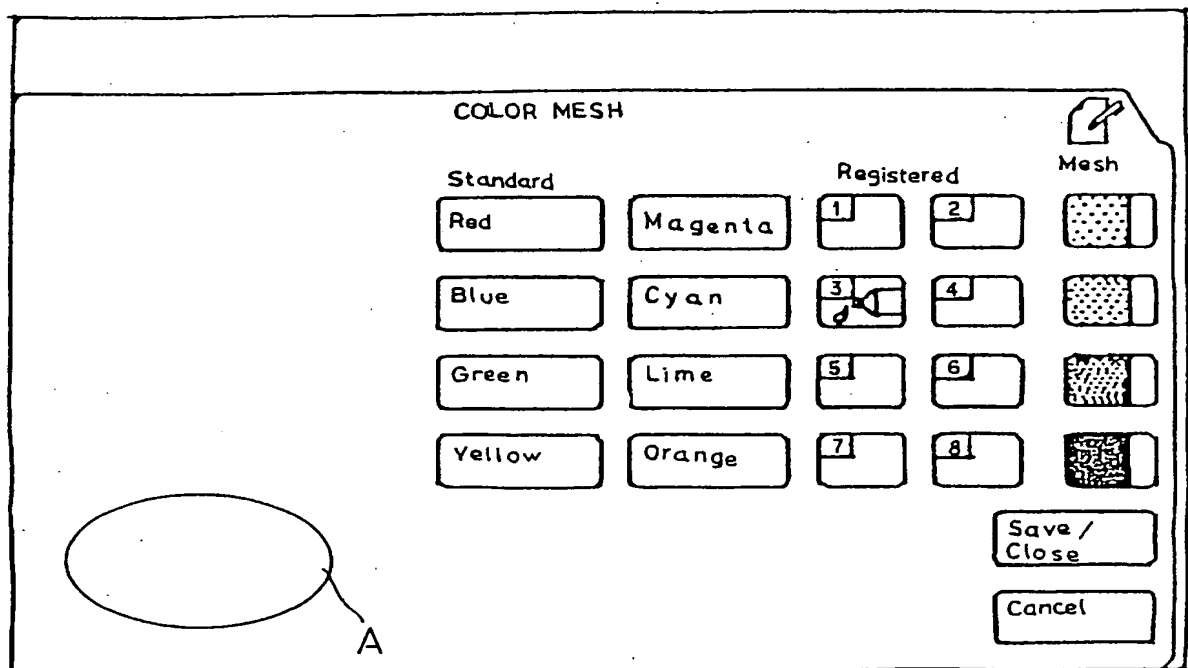 COLOR MESH
Mesh
Standard
Registered
Red
Magenta
1
2
Blue
Cyan
3
4
Green
Lime
5
6
Yellow
Orange
7
8
Save /
Close
Cancel
A